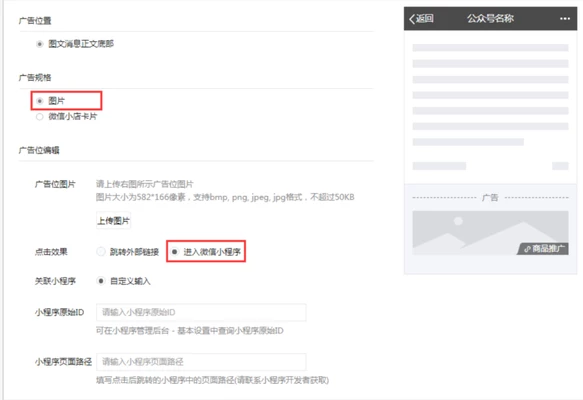 广告位置
图文消息正文底部
广告规格
图片
微信小店卡片
广告位编辑
广告位图片
请上传右图所示广告位图片
图片大小为582*166像素，支持bmp, png, jpeg, jpg格式，不超过50KB
上传图片
点击效果
跳转外部链接
进入微信小程序
关联小程序
自定义输入
小程序原始ID
请输入小程序原始ID
可在小程序管理后台 - 基本设置中查询小程序原始ID
小程序页面路径
请输入小程序页面路径
填写点击后跳转的小程序中的页面路径(请联系小程序开发者获取)
返回
公众号名称
广告
商品推广